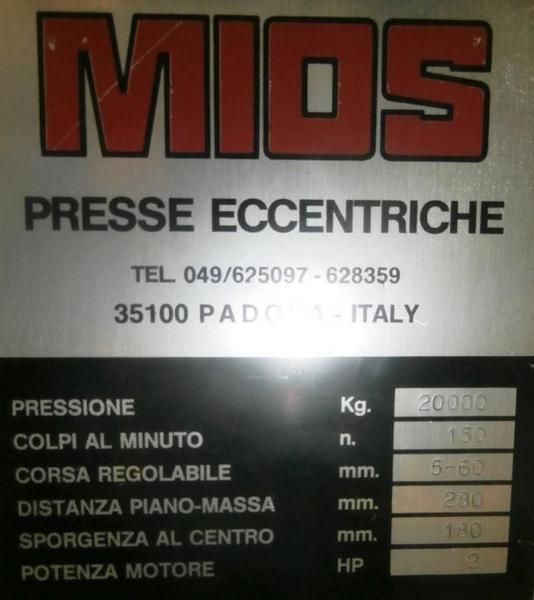 MIOS
PRESSE ECCENTRICHE
TEL. 049/625097 - 628359
35100 PADOVA - ITALY
PRESSIONE Kg. 20000
COLPI AL MINUTO n. 150
CORSA REGOLABILE mm. 5-60
DISTANZA PIANO-MASSA mm. 280
SPORGENZA AL CENTRO mm. 180
POTENZA MOTORE HP 2